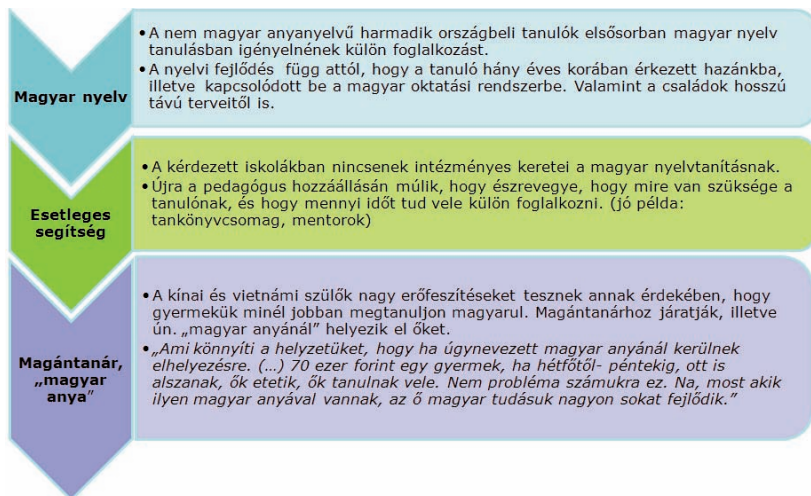 Magyar nyelv
•A nem magyar anyanyelvű harmadik országbeli tanulók elsősorban magyar nyelv
tanulásban igényelnének külön foglalkozást.
•A nyelvi fejlődés függ attól, hogy a tanuló hány éves korában érkezett hazánkba,
illetve kapcsolódott be a magyar oktatási rendszerbe. Valamint a családok hosszú
távú terveitől is.
Esetleges
segítség
•A kérdezett iskolákban nincsenek intézményes keretei a magyar nyelvtanításnak.
•Újra a pedagógus hozzáállásán múlik, hogy észrevegye, hogy mire van szüksége a
tanulónak, és hogy mennyi időt tud vele külön foglalkozni. (jó példa:
tankönyvcsomag, mentorok)
Magántanár,
„magyar
anya”
•A kínai és vietnámi szülők nagy erőfeszítéseket tesznek annak érdekében, hogy
gyermekük minél jobban megtanuljon magyarul. Magántanárhoz járatják, illetve
ún. „magyar anyánál” helyezik el őket.
•„Ami könnyíti a helyzetüket, hogy ha úgynevezett magyar anyánál kerülnek
elhelyezésre. (…) 70 ezer forint egy gyermek, ha hétfőtől- péntekig, ott is
alszanak, ők etetik, ők tanulnak vele. Nem probléma számukra ez. Na, most akik
ilyen magyar anyával vannak, az ő magyar tudásuk nagyon sokat fejlődik.”